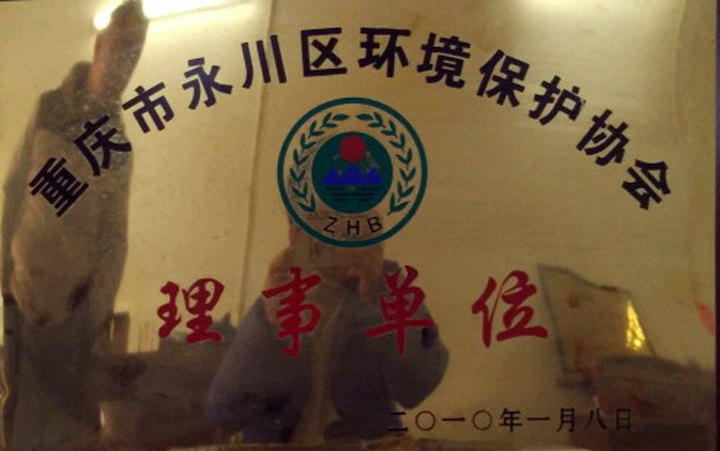 重庆市永川区环境保护协会
ZHB
理事单位
二〇一〇年一月八日